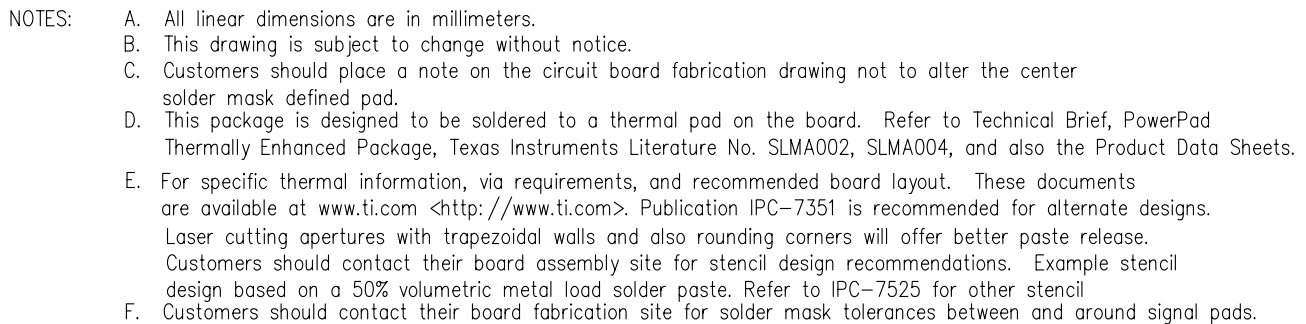 NOTES: A. All linear dimensions are in millimeters.
B. This drawing is subject to change without notice.
C. Customers should place a note on the circuit board fabrication drawing not to alter the center
solder mask defined pad.
D. This package is designed to be soldered to a thermal pad on the board. Refer to Technical Brief, PowerPad
Thermally Enhanced Package, Texas Instruments Literature No. SLMA002, SLMA004, and also the Product Data Sheets.
E. For specific thermal information, via requirements, and recommended board layout. These documents
are available at www.ti.com <http://www.ti.com>. Publication IPC-7351 is recommended for alternate designs.
Laser cutting apertures with trapezoidal walls and also rounding corners will offer better paste release.
Customers should contact their board assembly site for stencil design recommendations. Example stencil
design based on a 50% volumetric metal load solder paste. Refer to IPC-7525 for other stencil
F. Customers should contact their board fabrication site for solder mask tolerances between and around signal pads.